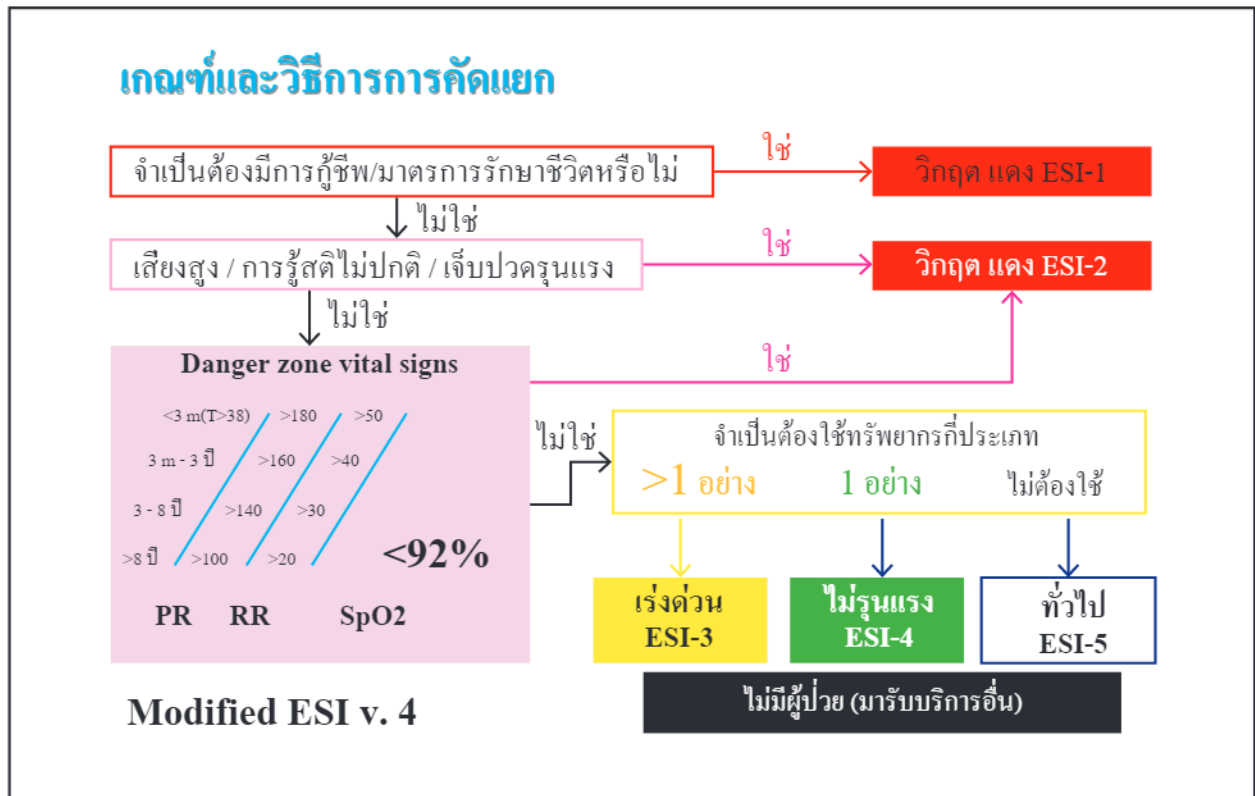 เกณฑ์และวิธีการการคัดแยก
จำเป็นต้องมีการกู้ชีพ/มาตรการรักษาชีวิตหรือไม่
ใช่
วิกฤต แดง ESI-1
ไม่ใช่
เสี่ยงสูง / การรู้สติไม่ปกติ / เจ็บปวดรุนแรง
ใช่
วิกฤต แดง ESI-2
ไม่ใช่
Danger zone vital signs
ใช่
<3 m(T>38) >180 >50
3 m - 3 ปี >160 >40
3 - 8 ปี >140 >30
>8 ปี >100 >20 <92%
PR RR SpO2
ไม่ใช่
จำเป็นต้องใช้ทรัพยากรกี่ประเภท
>1 อย่าง 1 อย่าง ไม่ต้องใช้
เร่งด่วน
ESI-3
ไม่รุนแรง
ESI-4
ทั่วไป
ESI-5
ไม่มีผู้ป่วย (มารับบริการอื่น)
Modified ESI v. 4